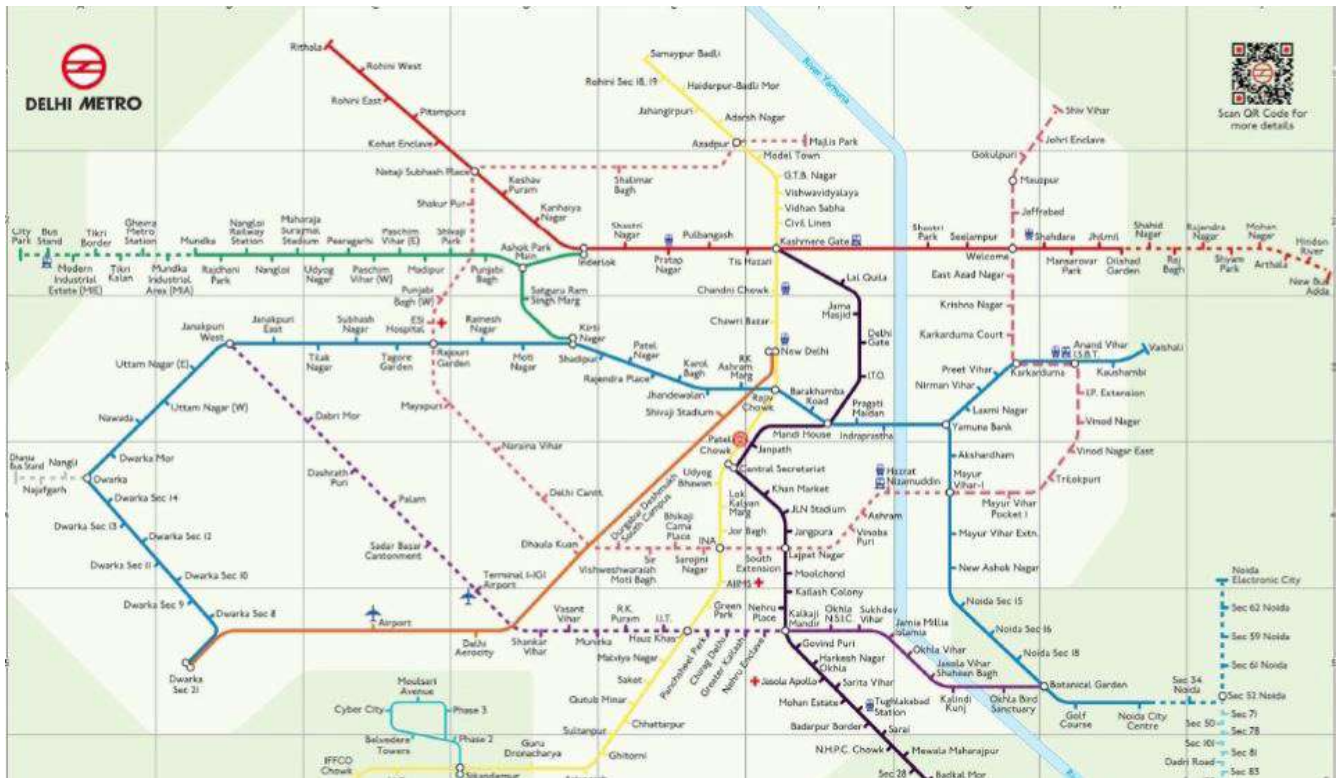 DELHI METRO
Scan QR Code for
more details
River Yamuna
Rithala
Rohini West
Rohini East
Pitampura
Kohat Enclave
Netaji Subhash Place
Shakur Pur
Keshav
Puram
Kanhaiya
Nagar
Shalimar
Bagh
Samaypur Badli
Rohini Sec 18, 19
Haiderpur-Badli Mor
Jahangirpuri
Adarsh Nagar
Azadpur
Majlis Park
Model Town
G.T.B. Nagar
Vishwavidyalaya
Vidhan Sabha
Civil Lines
Kashmere Gate
Shiv Vihar
Johri Enclave
Gokulpuri
Maujpur
Jaffrabad
City
Park
Bus
Stand
Tikri
Border
Ghevra
Metro
Station
Mundka
Nangloi
Railway
Station
Maharaja
Surajmal
Stadium
Peeragarhi
Paschim
Vihar (E)
Shivaji
Park
Ashok Park
Main
Inderlok
Shastri
Nagar
Pulbangash
Pratap
Nagar
Tis Hazari
Shastri
Park
Seelampur
Welcome
Shahdara
Jhilmil
Shahid
Nagar
Rajendra
Nagar
Mohan
Nagar
Hindon
River
Mansarovar
Park
Dilshad
Garden
Raj
Bagh
Shyam
Park
Arthala
New Bus
Adda
Modern
Industrial
Estate (MIE)
Tikri
Kalan
Mundka
Industrial
Area (MIA)
Rajdhani
Park
Nangloi
Udyog
Nagar
Paschim
Vihar (W)
Madipur
Punjabi
Bagh
Punjabi
Bagh (W)
Satguru Ram
Singh Marg
Kirti
Nagar
Lal Quila
Chandni Chowk
Jama
Masjid
Chawri Bazar
Delhi
Gate
New Delhi
I.T.O.
East Azad Nagar
Krishna Nagar
Karkarduma Court
Karkarduma
Anand Vihar
I.S.B.T.
Vaishali
Kaushambi
Janakpuri
West
Janakpuri
East
Subhash
Nagar
ESI
Hospital
Ramesh
Nagar
Tilak
Nagar
Tagore
Garden
Rajouri
Garden
Moti
Nagar
Shadipur
Patel
Nagar
Rajendra Place
Karol
Bagh
Jhandewalan
RK
Ashram
Marg
Rajiv
Chowk
Barakhamba
Road
Mandi House
Pragati
Maidan
Indraprastha
Yamuna Bank
Laxmi Nagar
Nirman Vihar
Preet Vihar
I.P. Extension
Vinod Nagar
Vinod Nagar East
Trilokpuri
Uttam Nagar (E)
Uttam Nagar (W)
Nawada
Dwarka Mor
Dwarka
Nangli
Najafgarh
Dwarka Sec 14
Dwarka Sec 13
Dwarka Sec 12
Dwarka Sec 11
Dwarka Sec 10
Dwarka Sec 9
Dwarka Sec 8
Dwarka
Sec 21
Dabri Mor
Dashrath
Puri
Palam
Sadar Bazar
Cantonment
Terminal 1-IGI
Airport
Mayapuri
Naraina Vihar
Delhi Cantt.
Shivaji Stadium
Dhaula Kuan
Durgabai Deshmukh
South Campus
Airport
Delhi
Aerocity
Patel
Chowk
Janpath
Central Secretariat
Udyog
Bhawan
Khan Market
Lok
Kalyan
Marg
JLN Stadium
Jor Bagh
Jangpura
INA
Lajpat Nagar
Bhikaji
Cama
Place
Sir
Vishweshwaraiah
Moti Bagh
Sarojini
Nagar
South
Extension
Vinoba
Puri
Ashram
Hazrat
Nizamuddin
Akshardham
Mayur
Vihar-I
Mayur Vihar
Pocket I
Mayur Vihar Extn.
New Ashok Nagar
Noida Sec 15
Noida Sec 16
Noida Sec 18
Botanical Garden
Golf
Course
Noida City
Centre
Sec 34
Noida
Noida
Electronic City
Sec 62 Noida
Sec 59 Noida
Sec 61 Noida
Sec 52 Noida
Sec 50
Sec 71
Sec 78
Sec 101
Sec 81
Dadri Road
Sec 83
AIIMS
Moolchand
Kailash Colony
Nehru
Place
Green
Park
Kalkaji
Mandir
Shankar
Vihar
Vasant
Vihar
Munirka
R.K.
Puram
I.I.T.
Hauz Khas
Panchsheel Park
Chirag Delhi
Greater Kailash
Nehru Enclave
Okhla
N.S.I.C.
Sukhdev
Vihar
Jamia Millia
Islamia
Okhla Vihar
Jasola Vihar
Shaheen Bagh
Kalindi
Kunj
Okhla Bird
Sanctuary
Govind Puri
Harkesh Nagar
Okhla
Jasola Apollo
Sarita Vihar
Mohan Estate
Tughlakabad
Station
Badarpur Border
Sarai
N.H.P.C. Chowk
Mewala Maharajpur
Sec 28
Badkal Mor
Malviya Nagar
Saket
Qutub Minar
Chhattarpur
Sultanpur
Ghitorni
Guru
Dronacharya
IFFCO
Chowk
Moulsari
Avenue
Cyber City
Phase 3
Belvedere
Towers
Phase 2